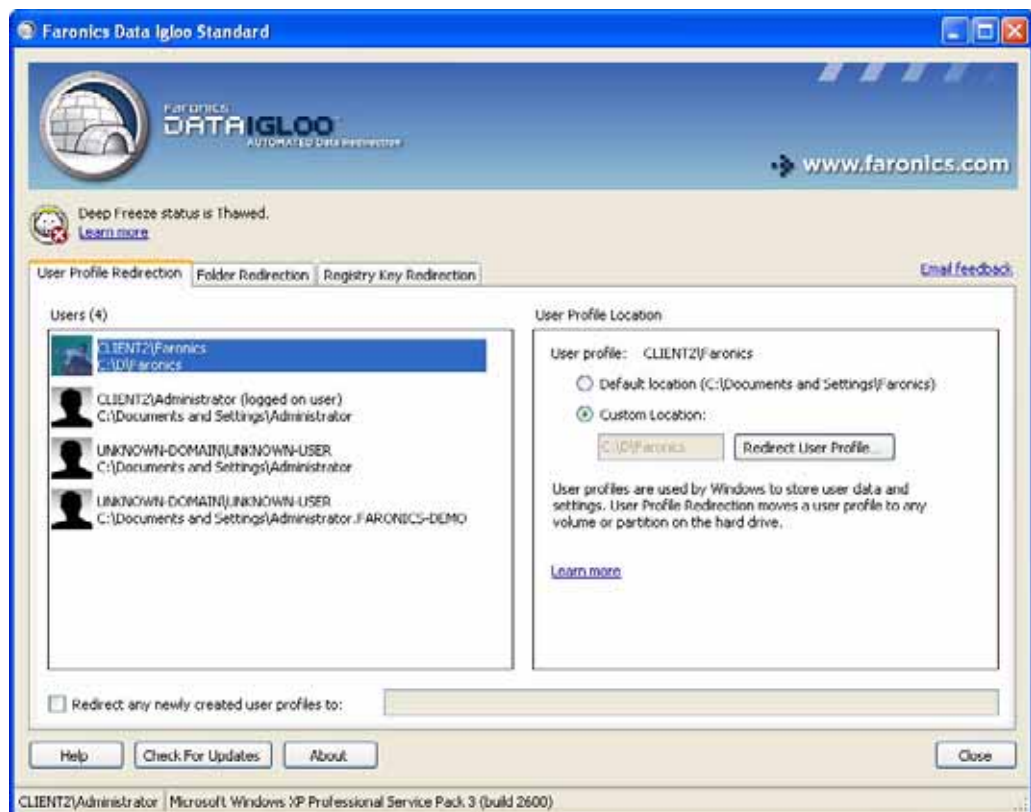 Faronics Data Igloo Standard
Faronics
DATAIGLOO
AUTOMATED Data Redirection
www.faronics.com
Deep Freeze status is Thawed.
Learn more
User Profile Redirection
Folder Redirection
Registry Key Redirection
Email feedback
Users (4)
CLIENT2\Faronics
C:\D\Faronics
CLIENT2\Administrator (logged on user)
C:\Documents and Settings\Administrator
UNKNOWN-DOMAIN\UNKNOWN-USER
C:\Documents and Settings\Administrator
UNKNOWN-DOMAIN\UNKNOWN-USER
C:\Documents and Settings\Administrator.FARONICS-DEMO
User Profile Location
User profile: CLIENT2\Faronics
Default location (C:\Documents and Settings\Faronics)
Custom Location:
C:\D\Faronics
Redirect User Profile...
User profiles are used by Windows to store user data and
settings. User Profile Redirection moves a user profile to any
volume or partition on the hard drive.
Learn more
Redirect any newly created user profiles to:
Help
Check For Updates
About
Close
CLIENT2\Administrator
Microsoft Windows XP Professional Service Pack 3 (build 2600)